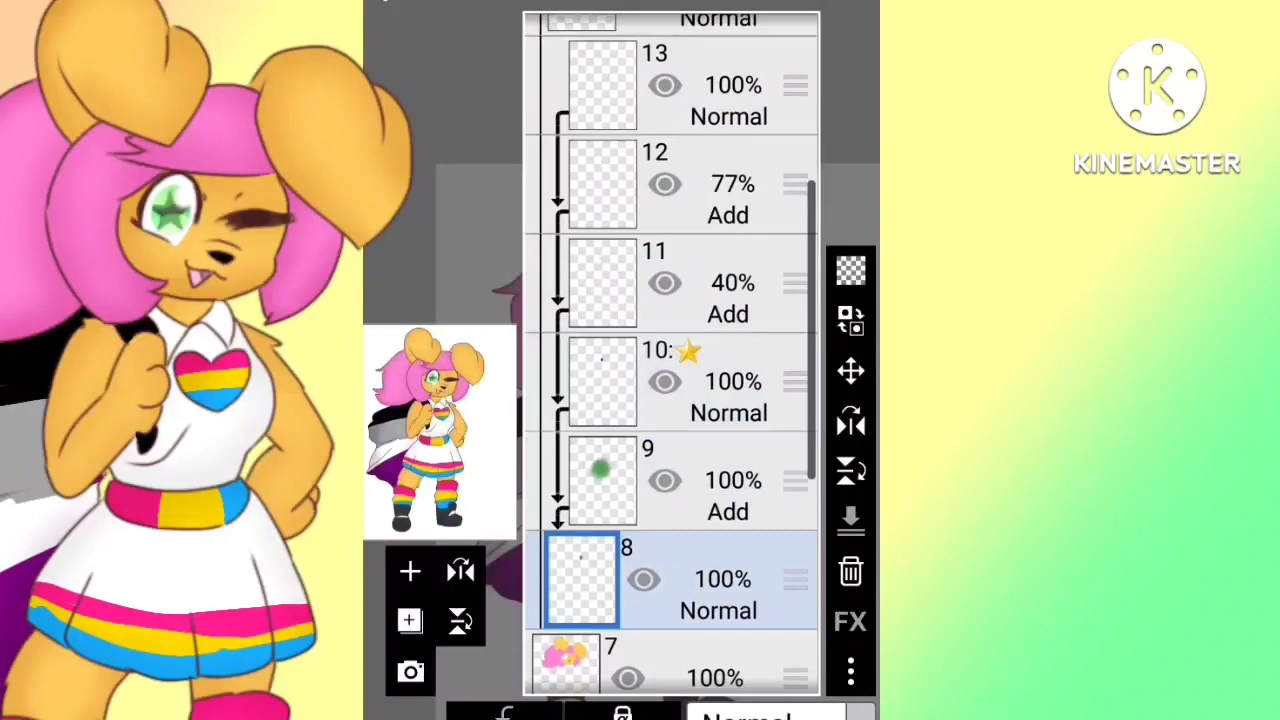 Normal
13
100%
Normal
12
77%
Add
11
40%
Add
10:⭐
100%
Normal
9
100%
Add
8
100%
Normal
7
100%
FX
Normal
K
KINEMASTER